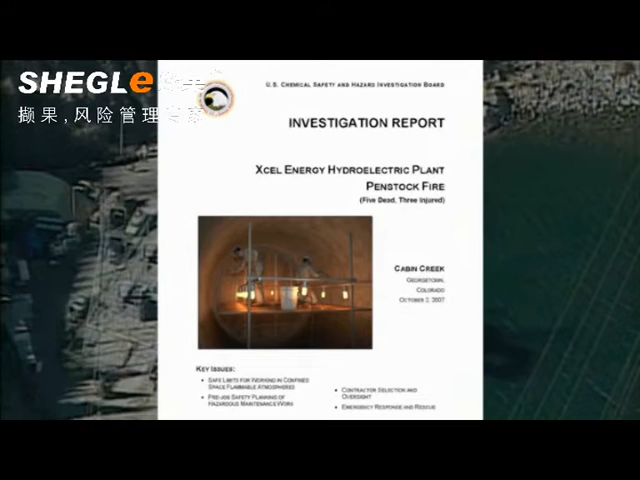 SHEGLe
撷果,风险管理专家
U.S. CHEMICAL SAFETY AND HAZARD INVESTIGATION BOARD
INVESTIGATION REPORT
XCEL ENERGY HYDROELECTRIC PLANT
PENSTOCK FIRE
(Five Dead, Three Injured)
CABIN CREEK
GEORGETOWN,
COLORADO
OCTOBER 2, 2007
KEY ISSUES:
• SAFE LIMITS FOR WORKING IN CONFINED
SPACE FLAMMABLE ATMOSPHERES
• PRE-JOB SAFETY PLANNING OF
HAZARDOUS MAINTENANCE WORK
• CONTRACTOR SELECTION AND
OVERSIGHT
• EMERGENCY RESPONSE AND RESCUE